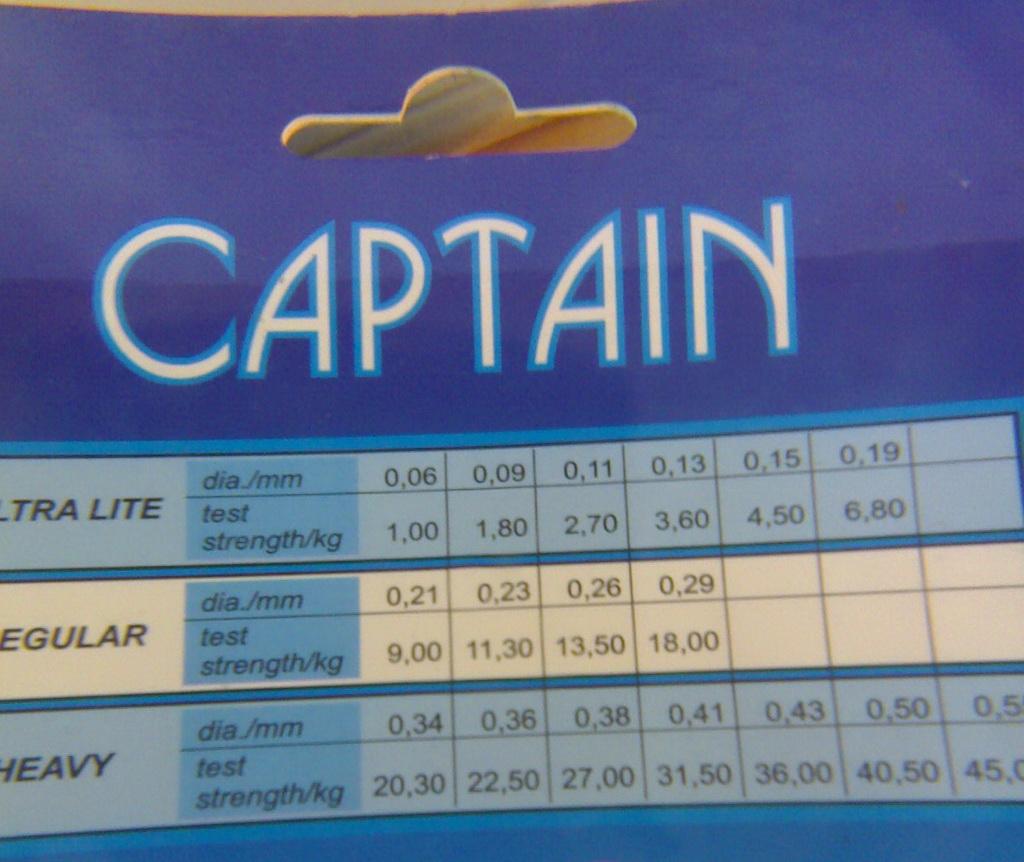 CAPTAIN
LTRA LITE dia./mm 0,06 0,09 0,11 0,13 0,15 0,19
test strength/kg 1,00 1,80 2,70 3,60 4,50 6,80
EGULAR dia./mm 0,21 0,23 0,26 0,29
test strength/kg 9,00 11,30 13,50 18,00
HEAVY dia./mm 0,34 0,36 0,38 0,41 0,43 0,50
test strength/kg 20,30 22,50 27,00 31,50 36,00 40,50